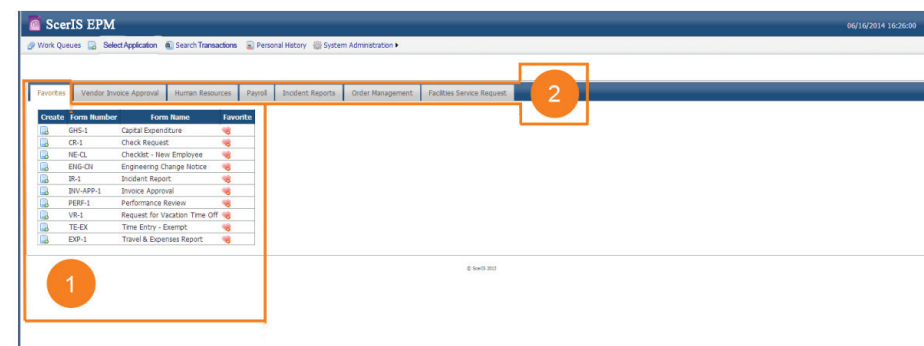 ScerIS EPM
06/16/2014 16:26:00
Work Queues Select Application Search Transactions Personal History System Administration
Favorites Vendor Invoice Approval Human Resources Payroll Incident Reports Order Management Facilities Service Request
2
Create Form Number Form Name Favorite
GHS-1 Capital Expenditure
CR-1 Check Request
NE-CL Checklist - New Employee
ENG-CN Engineering Change Notice
IR-1 Incident Report
INV-APP-1 Invoice Approval
PERF-1 Performance Review
VR-1 Request for Vacation Time Off
TE-EX Time Entry - Exempt
EXP-1 Travel & Expenses Report
© ScerIS 2013
1